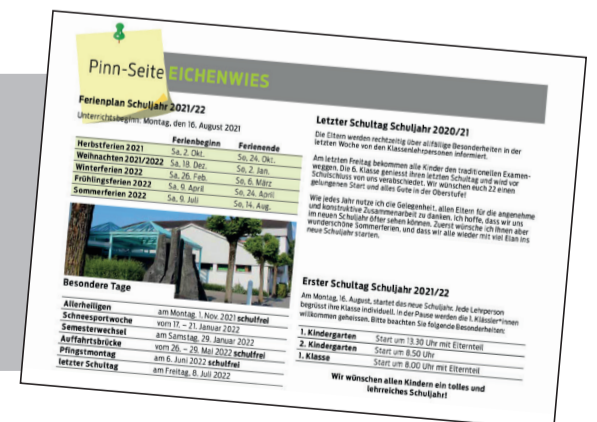 Pinn-Seite EICHENWIES
Ferienplan Schuljahr 2021/22
Unterrichtsbeginn: Montag, den 16. August 2021
Ferienbeginn Ferienende
Herbstferien 2021 Sa, 2. Okt. So, 24. Okt.
Weihnachten 2021/2022 Sa, 18. Dez. So, 2. Jan.
Winterferien 2022 Sa, 26. Feb. So, 6. März
Frühlingsferien 2022 Sa, 9. April So, 24. April
Sommerferien 2022 Sa, 9. Juli So, 14. Aug.
Besondere Tage
Allerheiligen am Montag, 1. Nov. 2021 schulfrei
Schneesportwoche vom 17. – 21. Januar 2022
Semesterwechsel am Samstag, 29. Januar 2022
Auffahrtsbrücke vom 26. – 29. Mai 2022 schulfrei
Pfingstmontag am 6. Juni 2022 schulfrei
letzter Schultag am Freitag, 8. Juli 2022
Letzter Schultag Schuljahr 2020/21
Die Eltern werden rechtzeitig über allfällige Besonderheiten in der
letzten Woche von den Klassenlehrpersonen informiert.
Am letzten Freitag bekommen alle Kinder den traditionellen Examen-
weggen. Die 6. Klasse geniesst ihren letzten Schultag und wird vor
Schulschluss von uns verabschiedet. Wir wünschen euch 22 einen
gelungenen Start und alles Gute in der Oberstufe!
Wie jedes Jahr nutze ich die Gelegenheit, allen Eltern für die angenehme
und konstruktive Zusammenarbeit zu danken. Ich hoffe, dass wir uns
im neuen Schuljahr öfter sehen können. Zuerst wünsche ich Ihnen aber
wunderschöne Sommerferien, und dass wir alle wieder mit viel Elan ins
neue Schuljahr starten.
Erster Schultag Schuljahr 2021/22
Am Montag, 16. August, startet das neue Schuljahr. Jede Lehrperson
begrüsst ihre Klasse individuell. In der Pause werden die 1. Klässler*innen
willkommen geheissen. Bitte beachten Sie folgende Besonderheiten:
1. Kindergarten Start um 13.30 Uhr mit Elternteil
2. Kindergarten Start um 8.50 Uhr
1. Klasse Start um 8.00 Uhr mit Elternteil
Wir wünschen allen Kindern ein tolles und
lehrreiches Schuljahr!